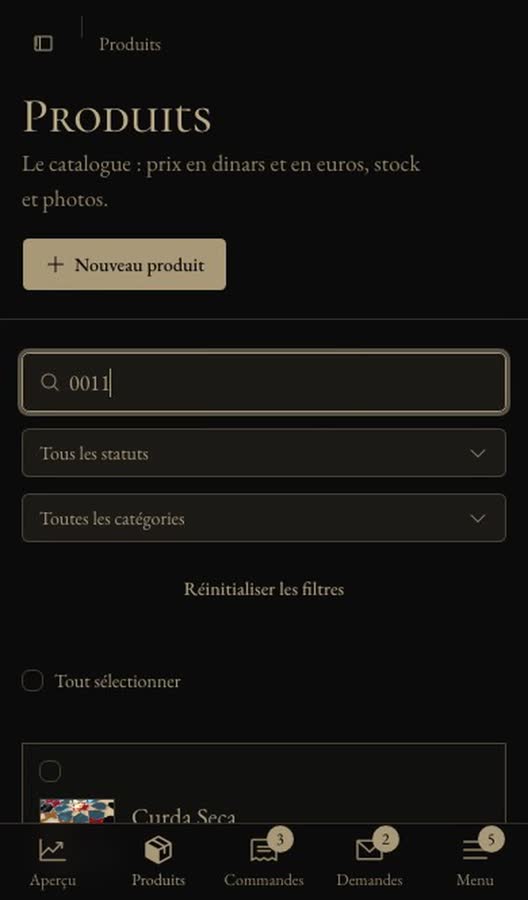 Produits
Produits
Le catalogue : prix en dinars et en euros, stock
et photos.
Nouveau produit
0011
Tous les statuts
Toutes les catégories
Réinitialiser les filtres
Tout sélectionner
Curda Seca
3
2
5
Aperçu
Produits
Commandes
Demandes
Menu